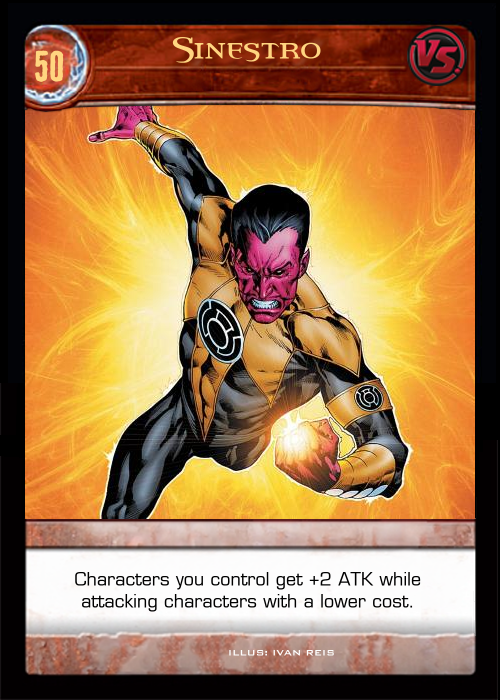 50
SINESTRO
VS.
Characters you control get +2 ATK while
attacking characters with a lower cost.
ILLUS: IVAN REIS